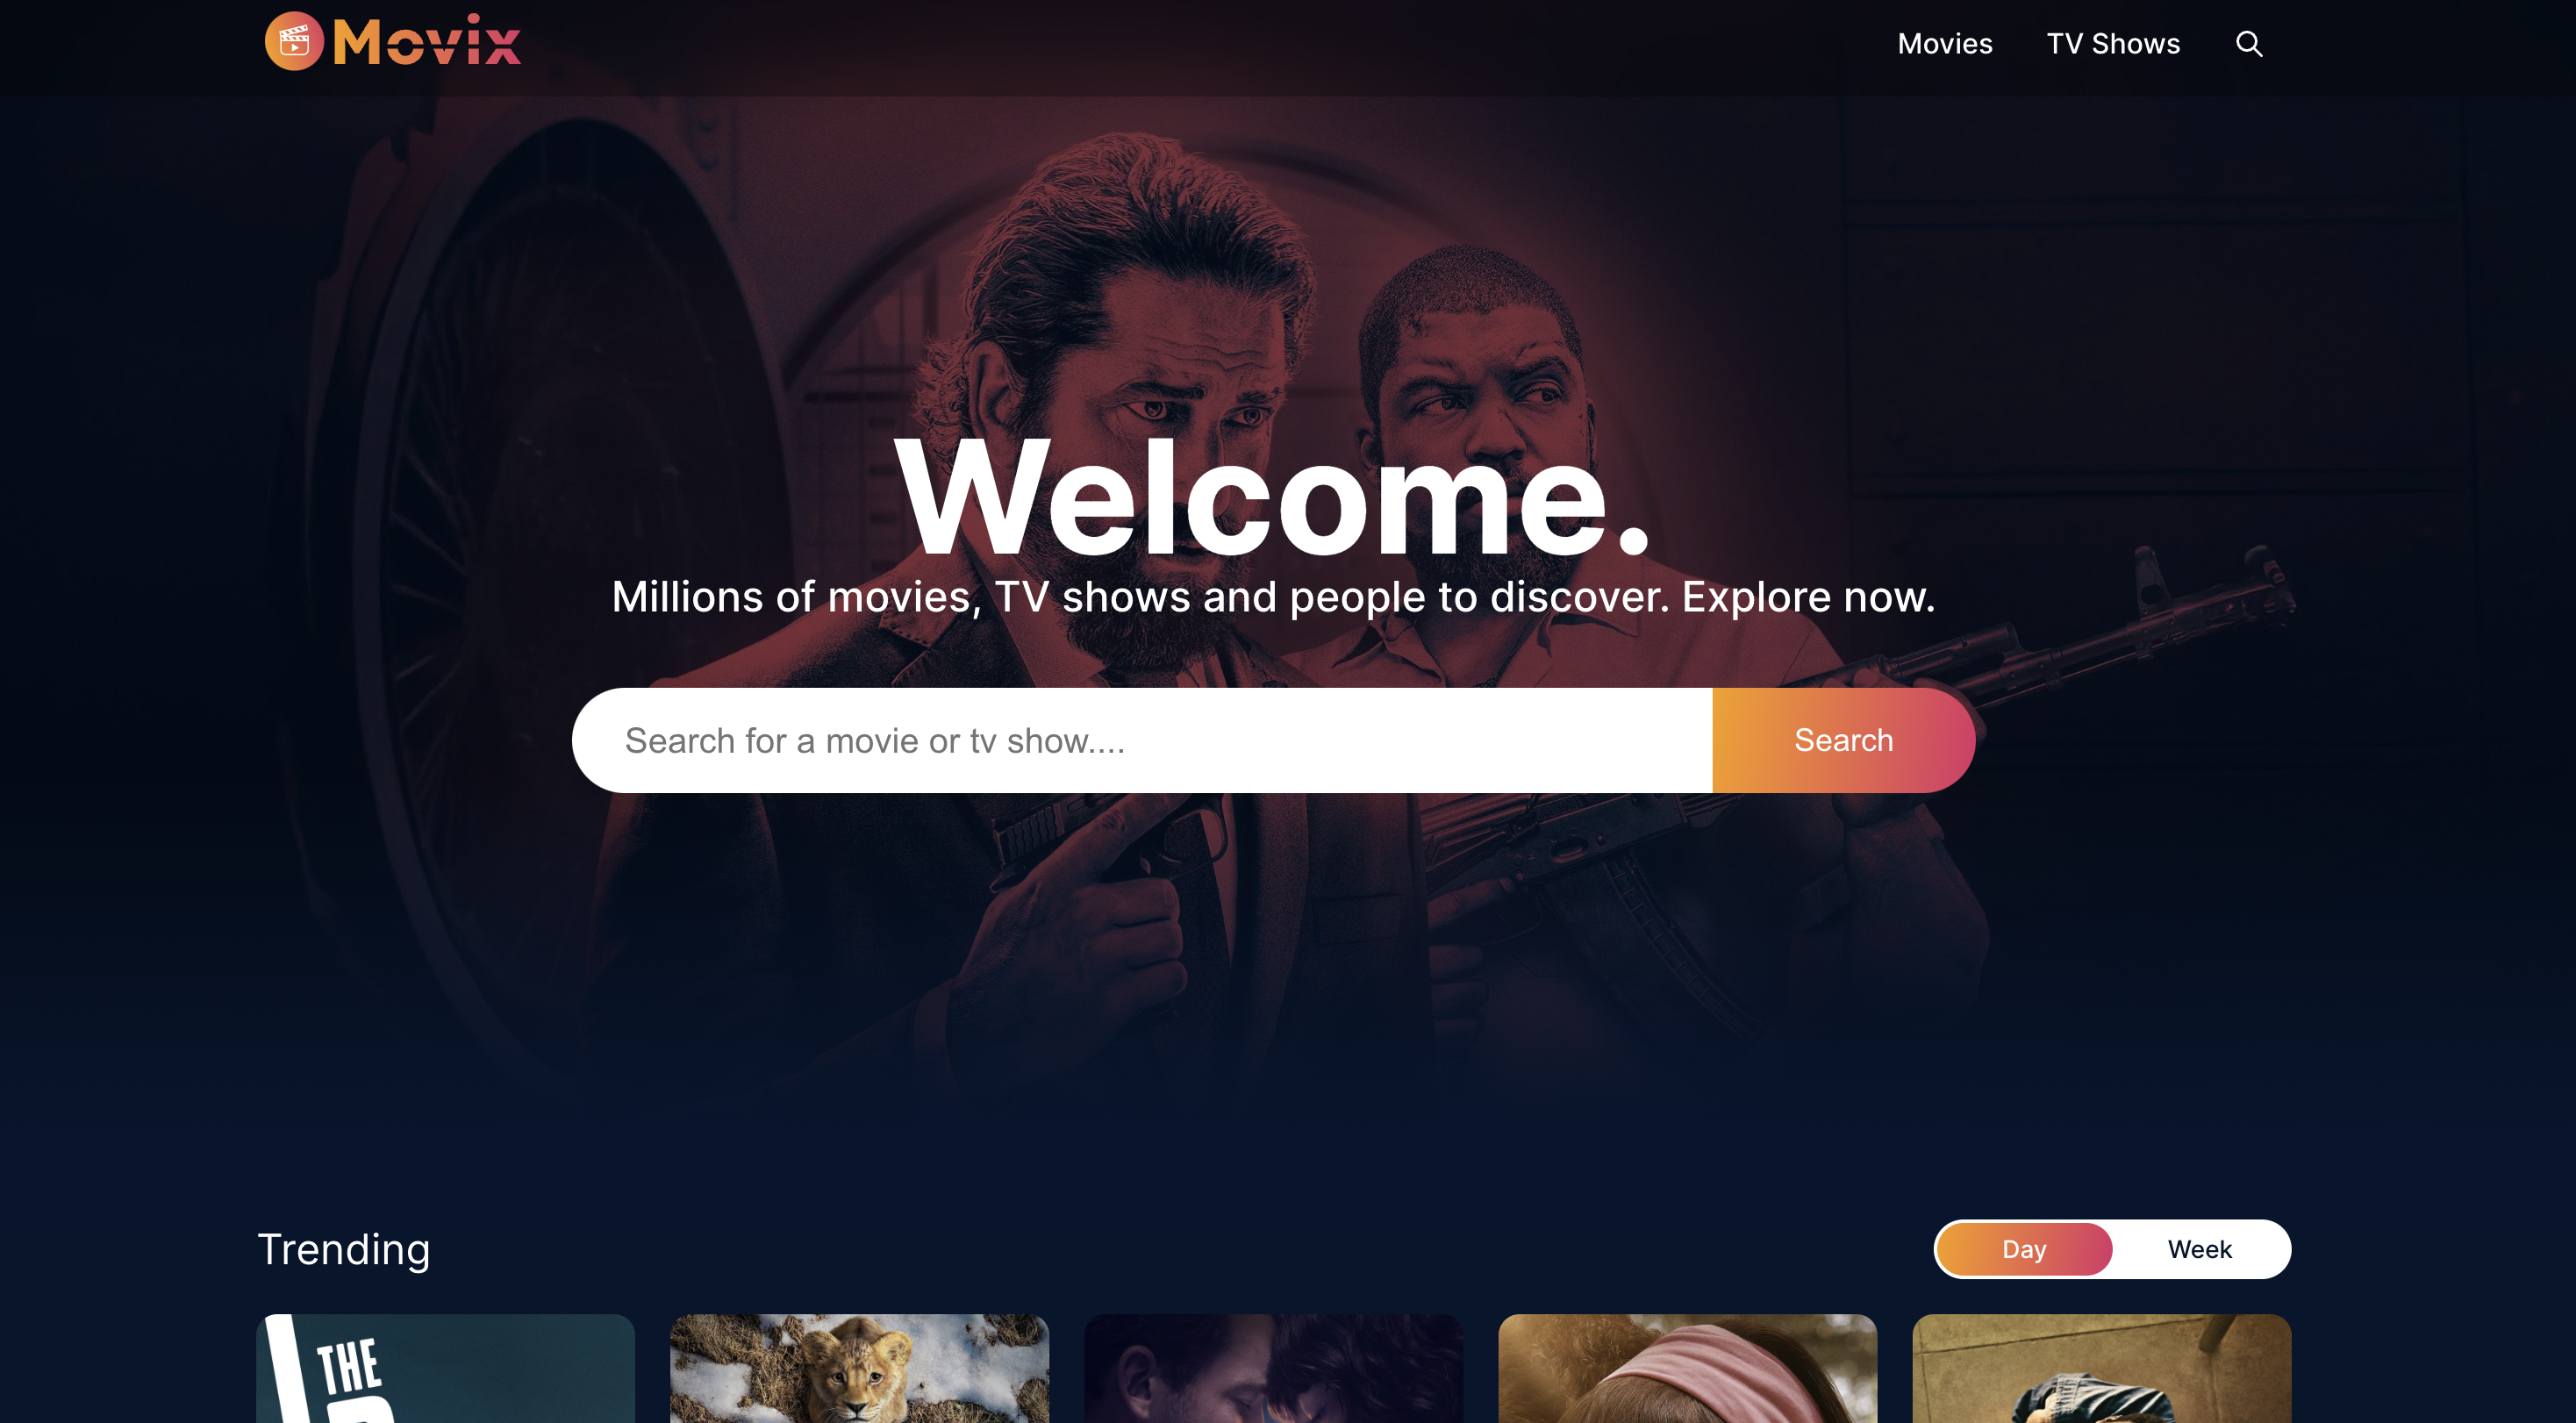 Movix
Movies
TV Shows
Welcome.
Millions of movies, TV shows and people to discover. Explore now.
Search for a movie or tv show....
Search
Trending
Day
Week
THE